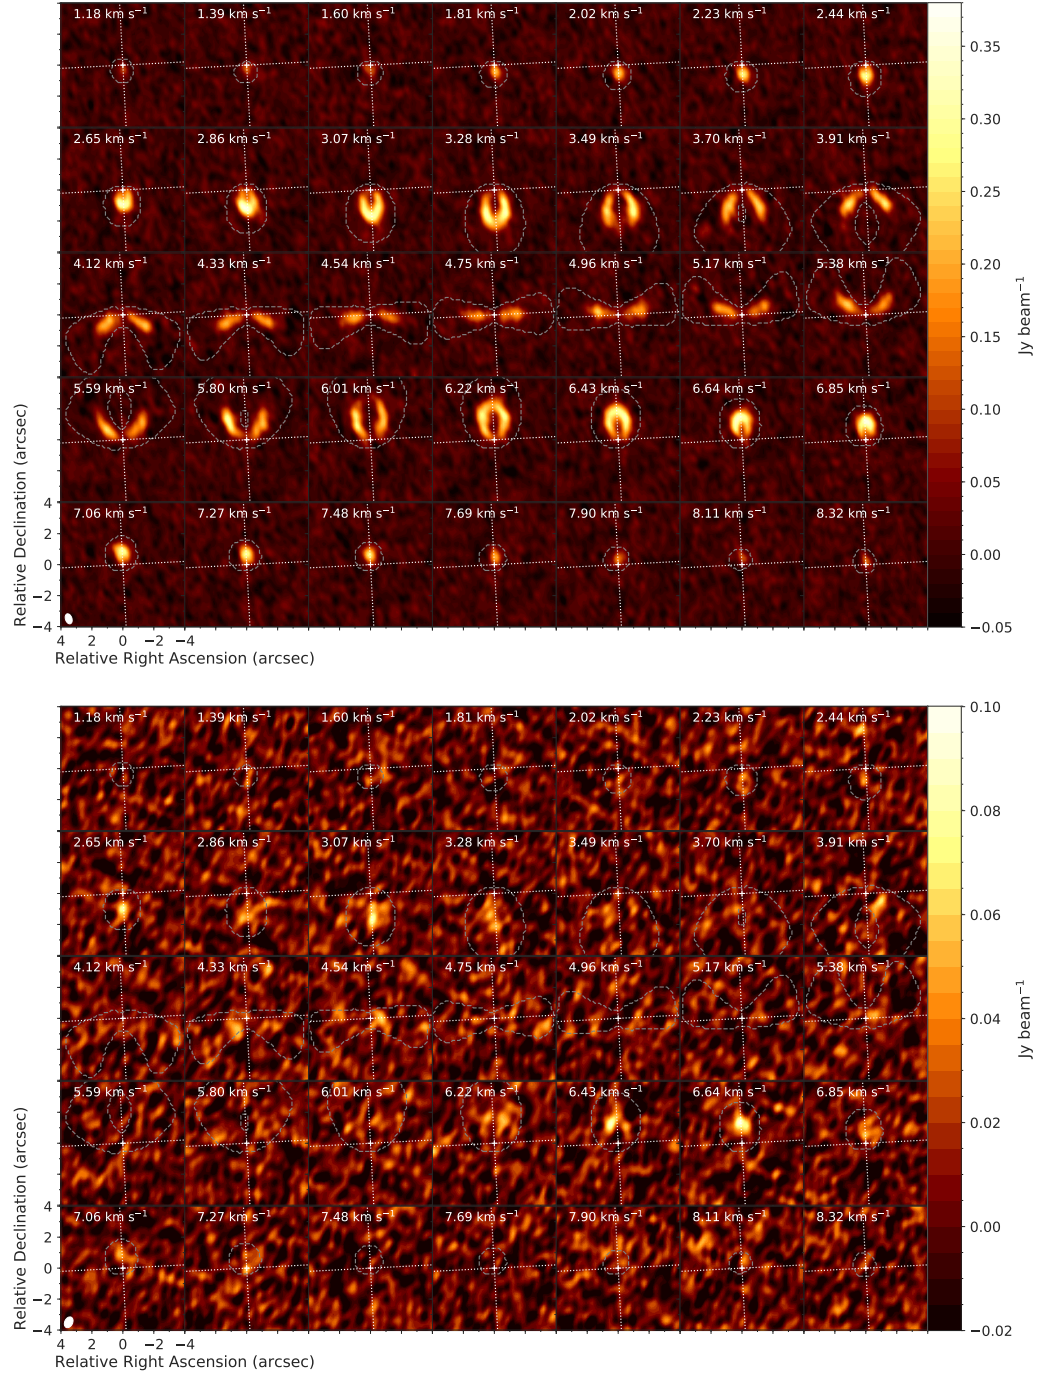 1.18 km s⁻¹ 1.39 km s⁻¹ 1.60 km s⁻¹ 1.81 km s⁻¹ 2.02 km s⁻¹ 2.23 km s⁻¹ 2.44 km s⁻¹
2.65 km s⁻¹ 2.86 km s⁻¹ 3.07 km s⁻¹ 3.28 km s⁻¹ 3.49 km s⁻¹ 3.70 km s⁻¹ 3.91 km s⁻¹
4.12 km s⁻¹ 4.33 km s⁻¹ 4.54 km s⁻¹ 4.75 km s⁻¹ 4.96 km s⁻¹ 5.17 km s⁻¹ 5.38 km s⁻¹
5.59 km s⁻¹ 5.80 km s⁻¹ 6.01 km s⁻¹ 6.22 km s⁻¹ 6.43 km s⁻¹ 6.64 km s⁻¹ 6.85 km s⁻¹
7.06 km s⁻¹ 7.27 km s⁻¹ 7.48 km s⁻¹ 7.69 km s⁻¹ 7.90 km s⁻¹ 8.11 km s⁻¹ 8.32 km s⁻¹
Relative Declination (arcsec)
4
2
0
−2
−4
4 2 0 −2 −4
Relative Right Ascension (arcsec)
0.35
0.30
0.25
0.20
0.15
0.10
0.05
0.00
−0.05
Jy beam⁻¹
1.18 km s⁻¹ 1.39 km s⁻¹ 1.60 km s⁻¹ 1.81 km s⁻¹ 2.02 km s⁻¹ 2.23 km s⁻¹ 2.44 km s⁻¹
2.65 km s⁻¹ 2.86 km s⁻¹ 3.07 km s⁻¹ 3.28 km s⁻¹ 3.49 km s⁻¹ 3.70 km s⁻¹ 3.91 km s⁻¹
4.12 km s⁻¹ 4.33 km s⁻¹ 4.54 km s⁻¹ 4.75 km s⁻¹ 4.96 km s⁻¹ 5.17 km s⁻¹ 5.38 km s⁻¹
5.59 km s⁻¹ 5.80 km s⁻¹ 6.01 km s⁻¹ 6.22 km s⁻¹ 6.43 km s⁻¹ 6.64 km s⁻¹ 6.85 km s⁻¹
7.06 km s⁻¹ 7.27 km s⁻¹ 7.48 km s⁻¹ 7.69 km s⁻¹ 7.90 km s⁻¹ 8.11 km s⁻¹ 8.32 km s⁻¹
Relative Declination (arcsec)
4
2
0
−2
−4
4 2 0 −2 −4
Relative Right Ascension (arcsec)
0.10
0.08
0.06
0.04
0.02
0.00
−0.02
Jy beam⁻¹